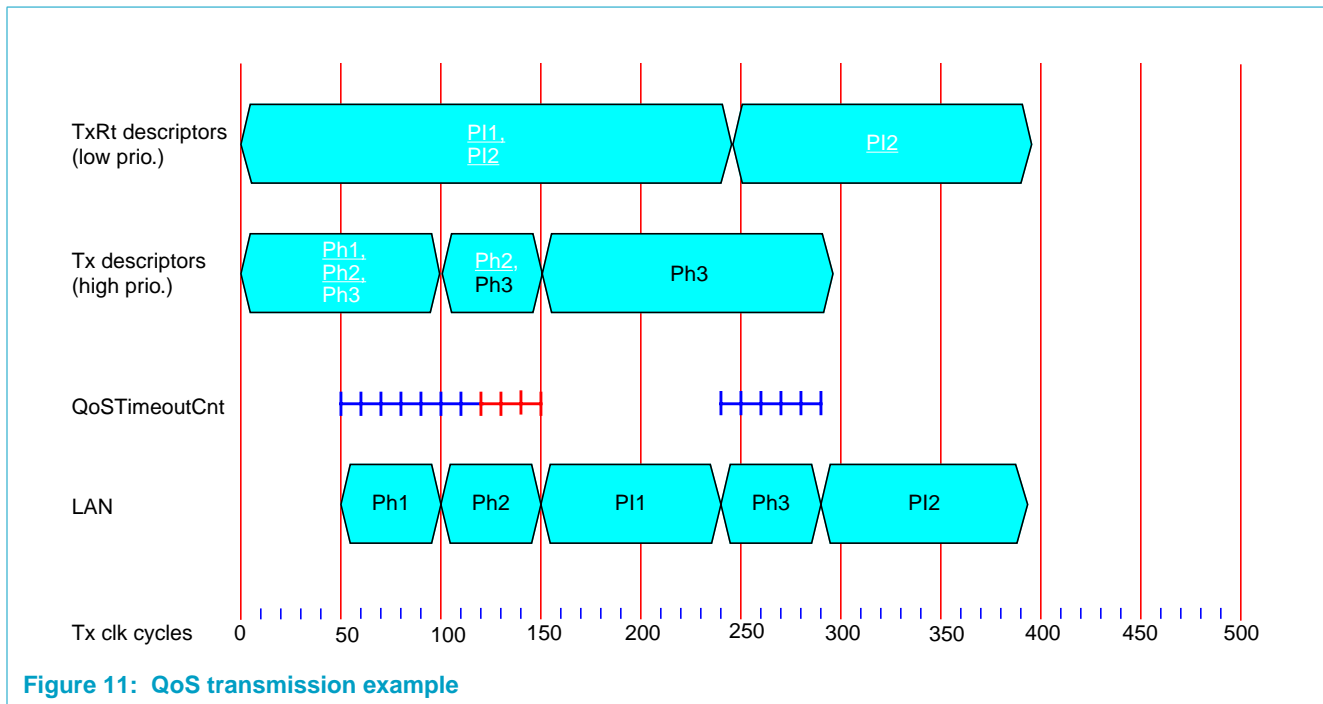 TxRt descriptors
(low prio.)
Pl1,
Pl2
Pl2
Tx descriptors
(high prio.)
Ph1,
Ph2,
Ph3
Ph2,
Ph3
Ph3
QoSTimeoutCnt
LAN
Ph1
Ph2
Pl1
Ph3
Pl2
Tx clk cycles
0
50
100
150
200
250
300
350
400
450
500
Figure 11: QoS transmission example